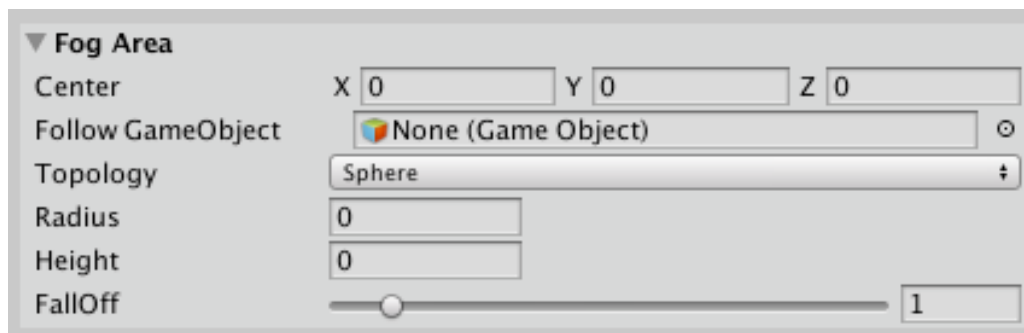 Fog Area
Center X 0 Y 0 Z 0
Follow GameObject None (Game Object)
Topology Sphere
Radius 0
Height 0
FallOff 1